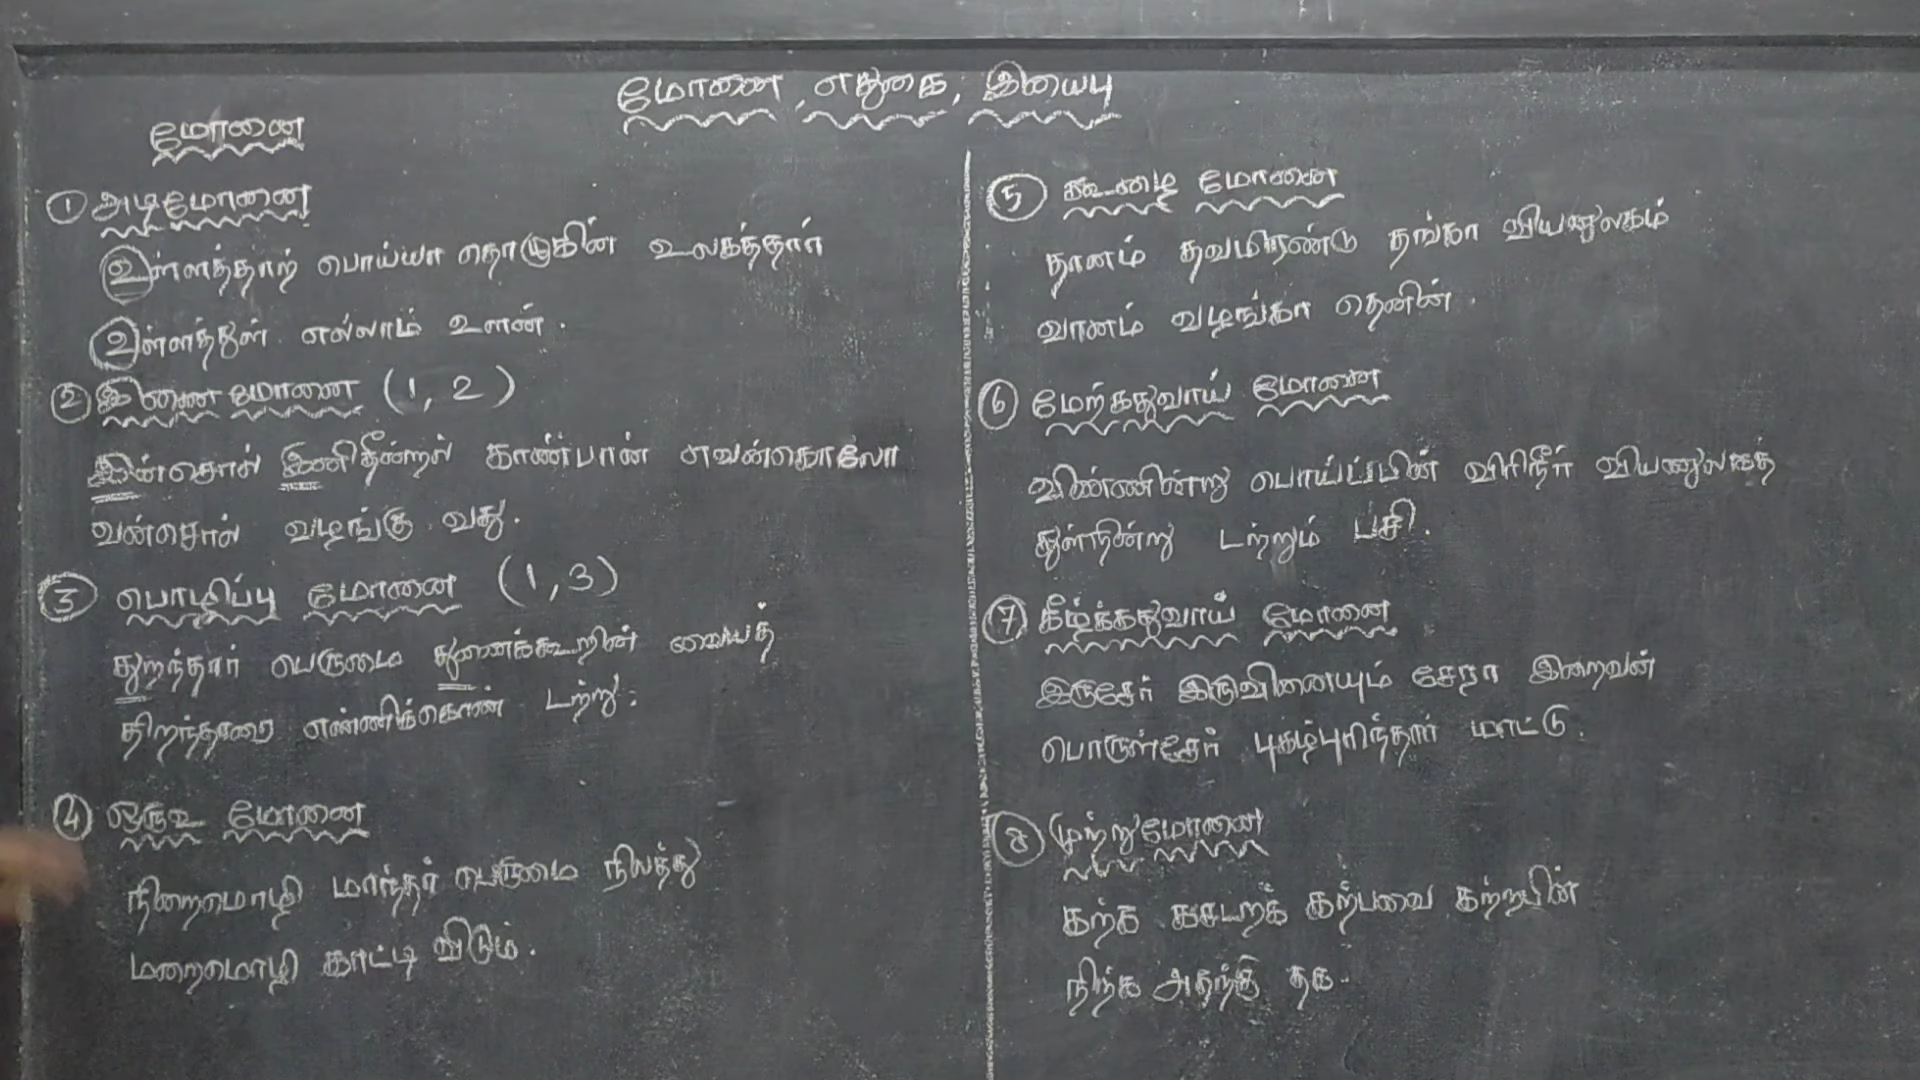 மோனை, எதுகை, இயைபு
மோனை
① அடிமோனை
உள்ளத்தாற் பொய்யா தொழுகின் உலகத்தார்
உள்ளத்துள் எல்லாம் உளன்.
② இணை மோனை (1, 2)
இன்சொல் இனிதீன்றல் காண்பான் எவன்கொலோ
வன்சொல் வழங்கு வது.
③ பொழிப்பு மோனை (1, 3)
துறந்தார் பெருமை துணைக்கூறின் வையத்
திறந்தாரை எண்ணிக்கொண் டற்று.
④ ஒரூஉ மோனை
நிறைமொழி மாந்தர் பெருமை நிலத்து
மறைமொழி காட்டி விடும்.
⑤ கூழை மோனை
தானம் தவமிரண்டு தங்கா வியனுலகம்
வானம் வழங்கா தெனின்.
⑥ மேற்கதுவாய் மோனை
விண்ணின்று பொய்ப்பின் விரிநீர் வியனுலகத்
துள்நின்று டற்றும் பசி.
⑦ கீழ்க்கதுவாய் மோனை
இருசேர் இருவினையும் சேரா இறைவன்
பொருள்சேர் புகழ்புரிந்தார் மாட்டு.
⑧ முற்றுமோனை
கற்க கசடறக் கற்பவை கற்றபின்
நிற்க அதற்கு தக.